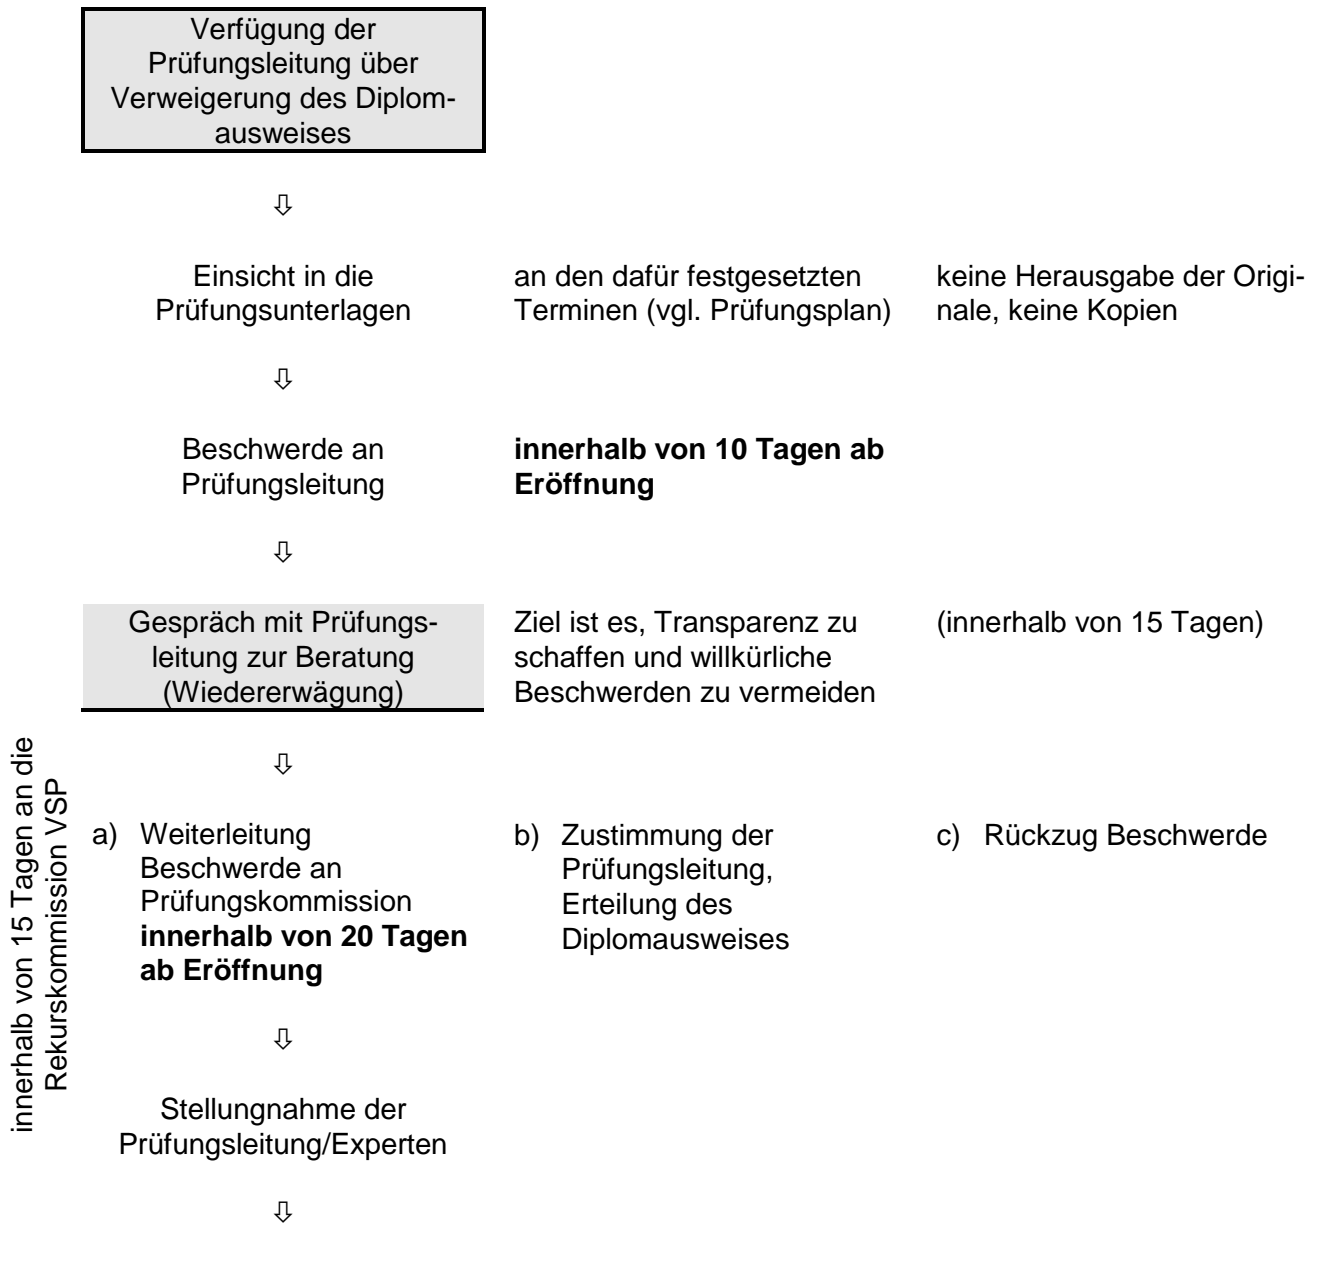 Verfügung der
Prüfungsleitung über
Verweigerung des Diplom-
ausweises
⇩
Einsicht in die
Prüfungsunterlagen
an den dafür festgesetzten
Terminen (vgl. Prüfungsplan)
keine Herausgabe der Origi-
nale, keine Kopien
⇩
Beschwerde an
Prüfungsleitung
innerhalb von 10 Tagen ab
Eröffnung
⇩
Gespräch mit Prüfungs-
leitung zur Beratung
(Wiedererwägung)
Ziel ist es, Transparenz zu
schaffen und willkürliche
Beschwerden zu vermeiden
(innerhalb von 15 Tagen)
⇩
innerhalb von 15 Tagen an die
Rekurskommission VSP
a) Weiterleitung
Beschwerde an
Prüfungskommission
innerhalb von 20 Tagen
ab Eröffnung
b) Zustimmung der
Prüfungsleitung,
Erteilung des
Diplomausweises
c) Rückzug Beschwerde
⇩
Stellungnahme der
Prüfungsleitung/Experten
⇩